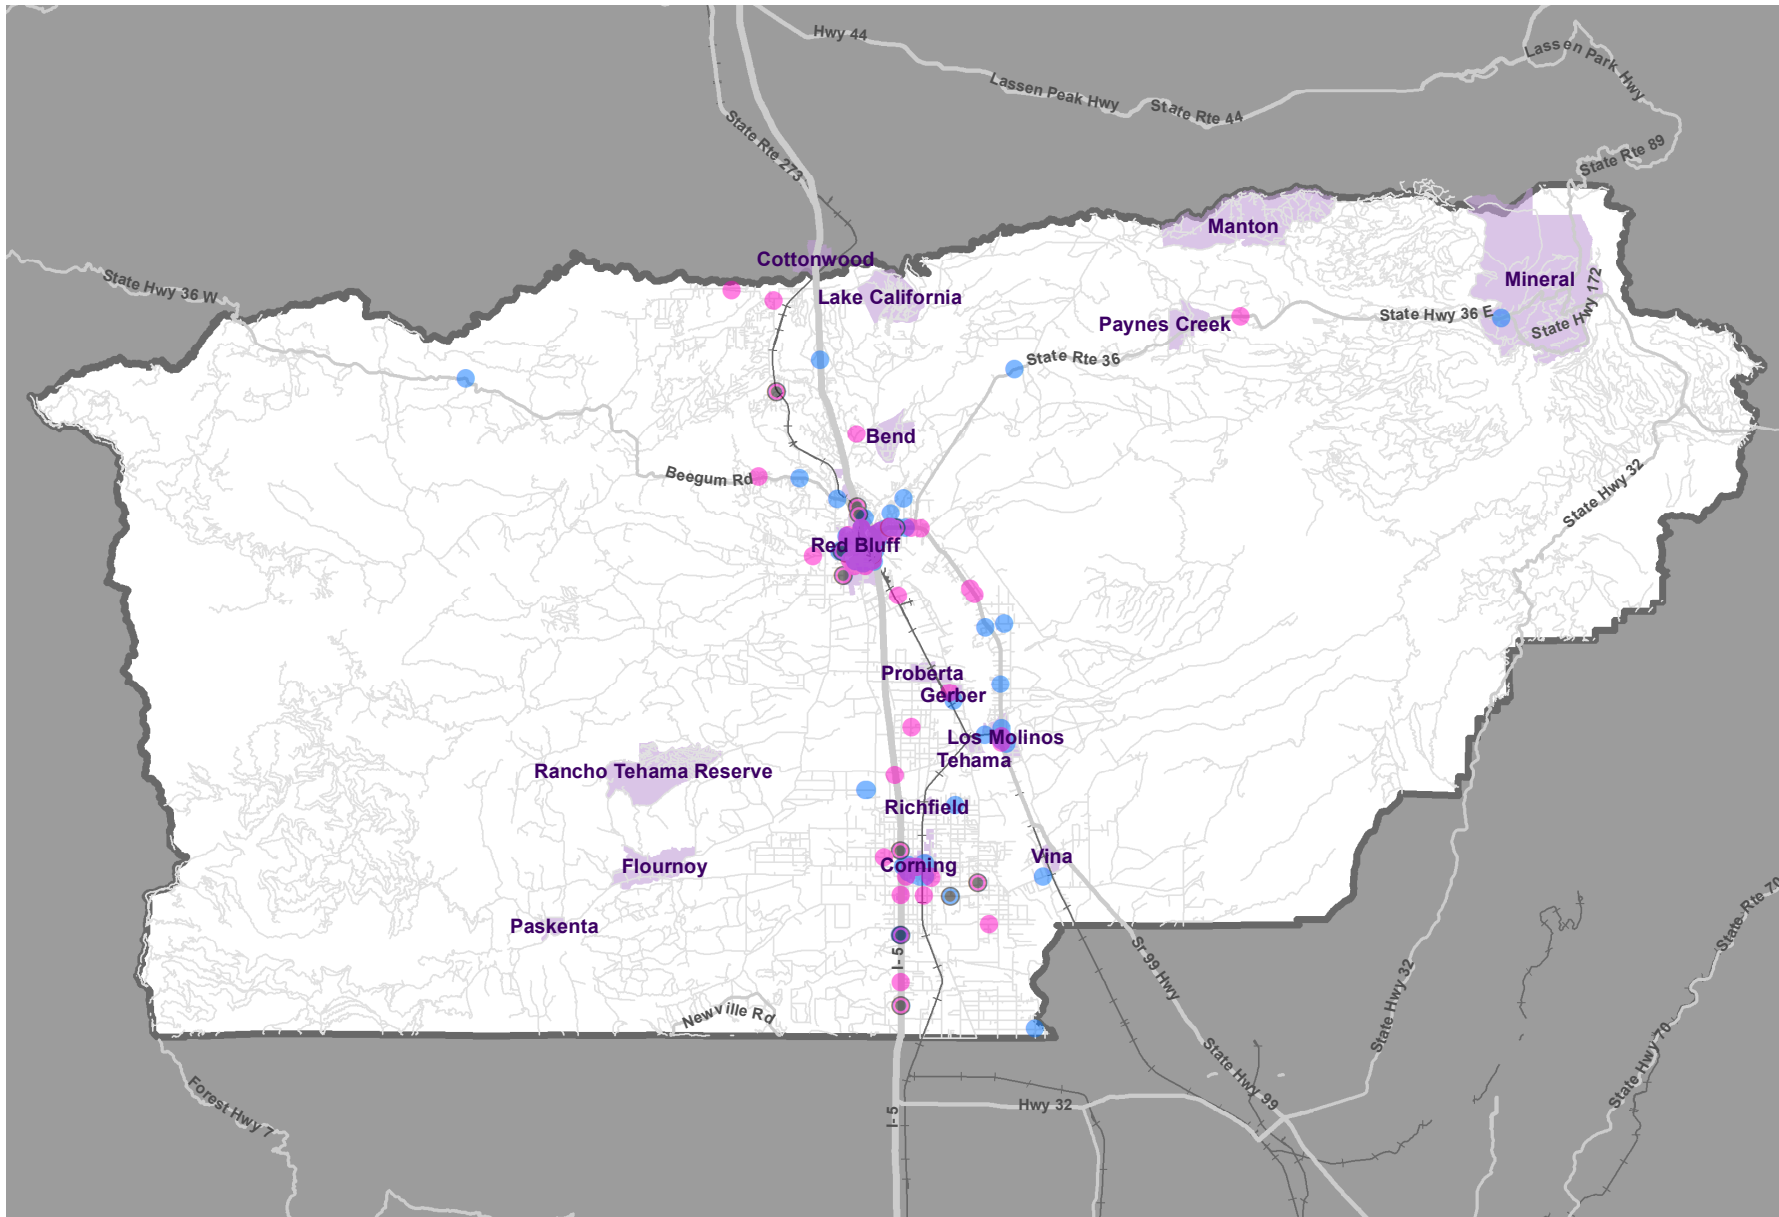 Hwy 44
Lassen Park Hwy
Lassen Peak Hwy
State Rte 44
State Rte 273
State Rte 89
Manton
Cottonwood
State Hwy 36 W
Lake California
Mineral
State Hwy 172
Paynes Creek
State Hwy 36 E
State Rte 36
Bend
Beegum Rd
State Hwy 32
Red Bluff
Proberta
Gerber
Los Molinos
Tehama
Rancho Tehama Reserve
Richfield
Flournoy
Corning
Vina
Paskenta
I-5
Sr 99 Hwy
State Rte 70
Newville Rd
State Hwy 32
State Hwy 70
State Hwy 99
Forest Hwy 7
I-5
Hwy 32